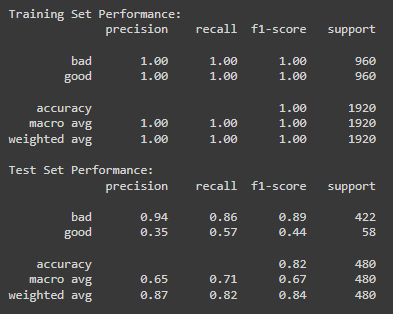 Training Set Performance:
precision recall f1-score support
bad 1.00 1.00 1.00 960
good 1.00 1.00 1.00 960
accuracy 1.00 1920
macro avg 1.00 1.00 1.00 1920
weighted avg 1.00 1.00 1.00 1920
Test Set Performance:
precision recall f1-score support
bad 0.94 0.86 0.89 422
good 0.35 0.57 0.44 58
accuracy 0.82 480
macro avg 0.65 0.71 0.67 480
weighted avg 0.87 0.82 0.84 480